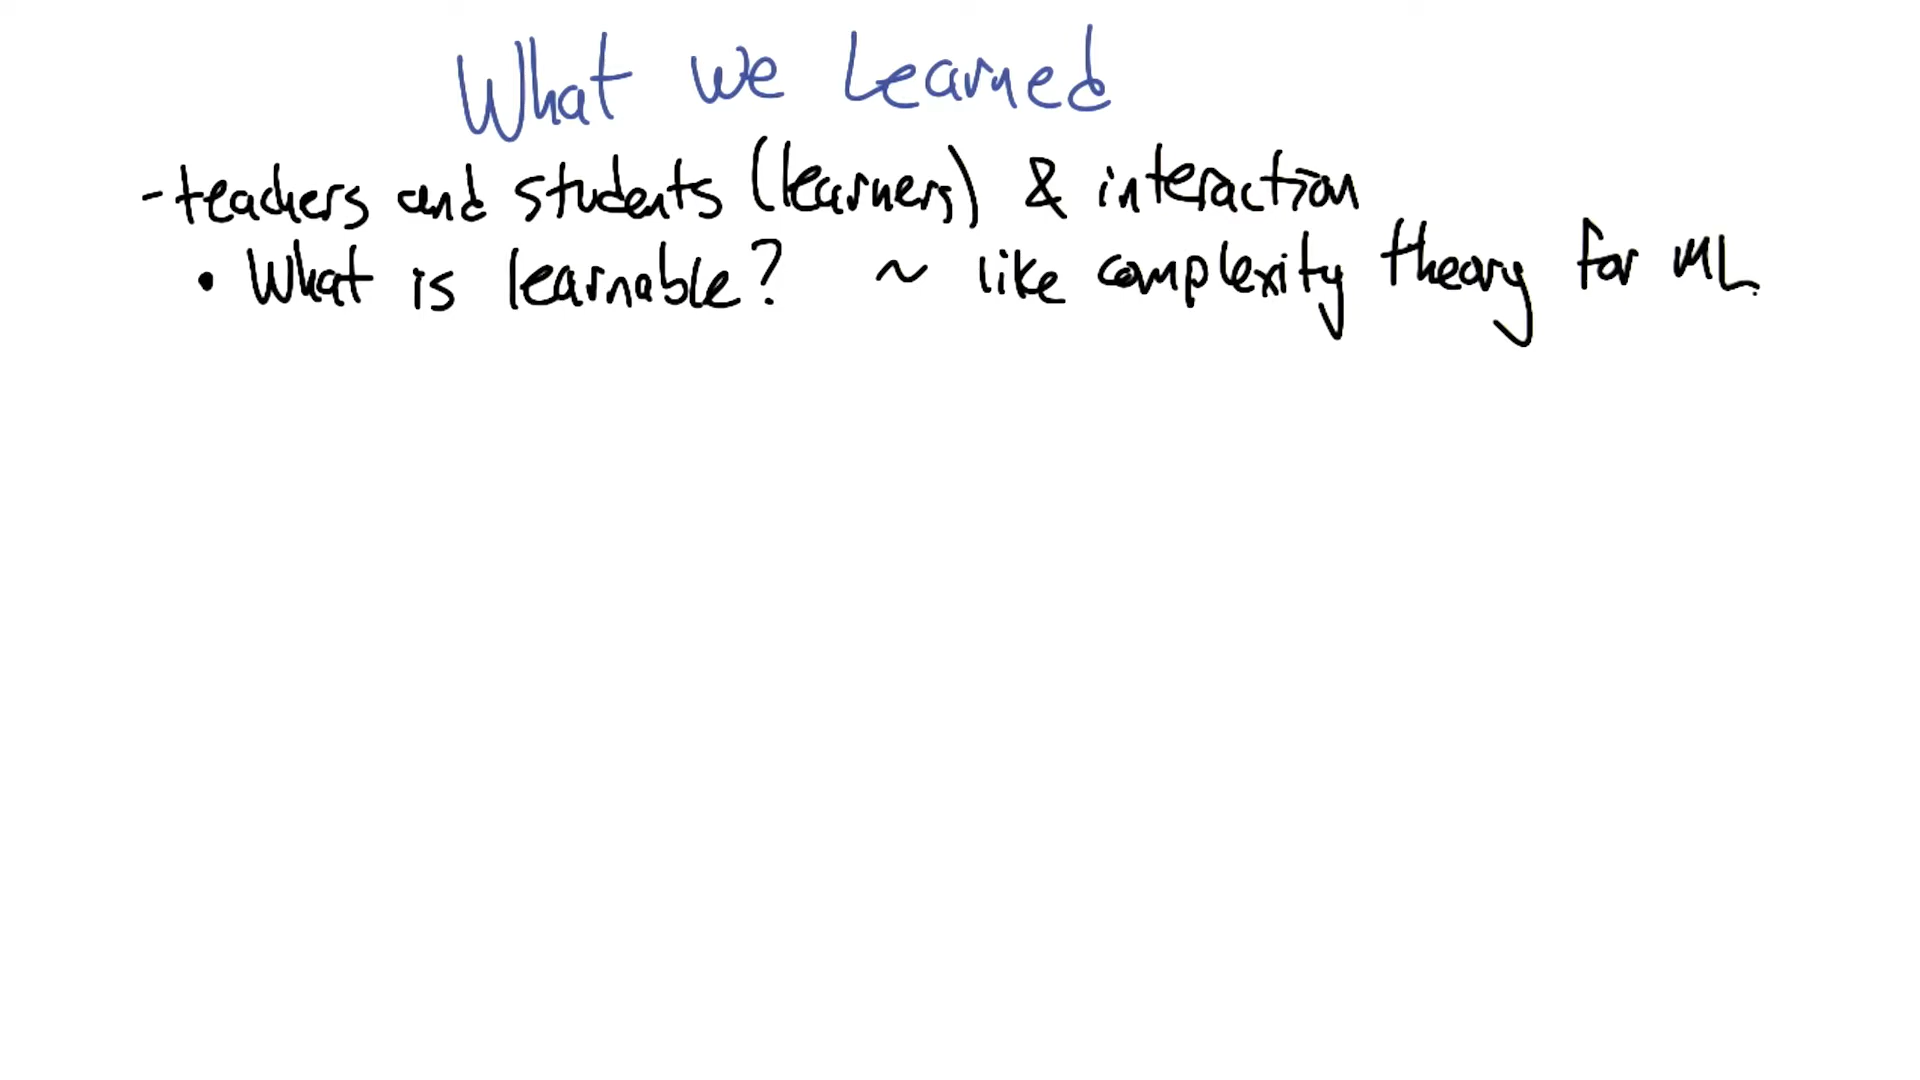 What we Learned
- teachers and students (learners) & interaction
• What is learnable? ~ like complexity theory for ML